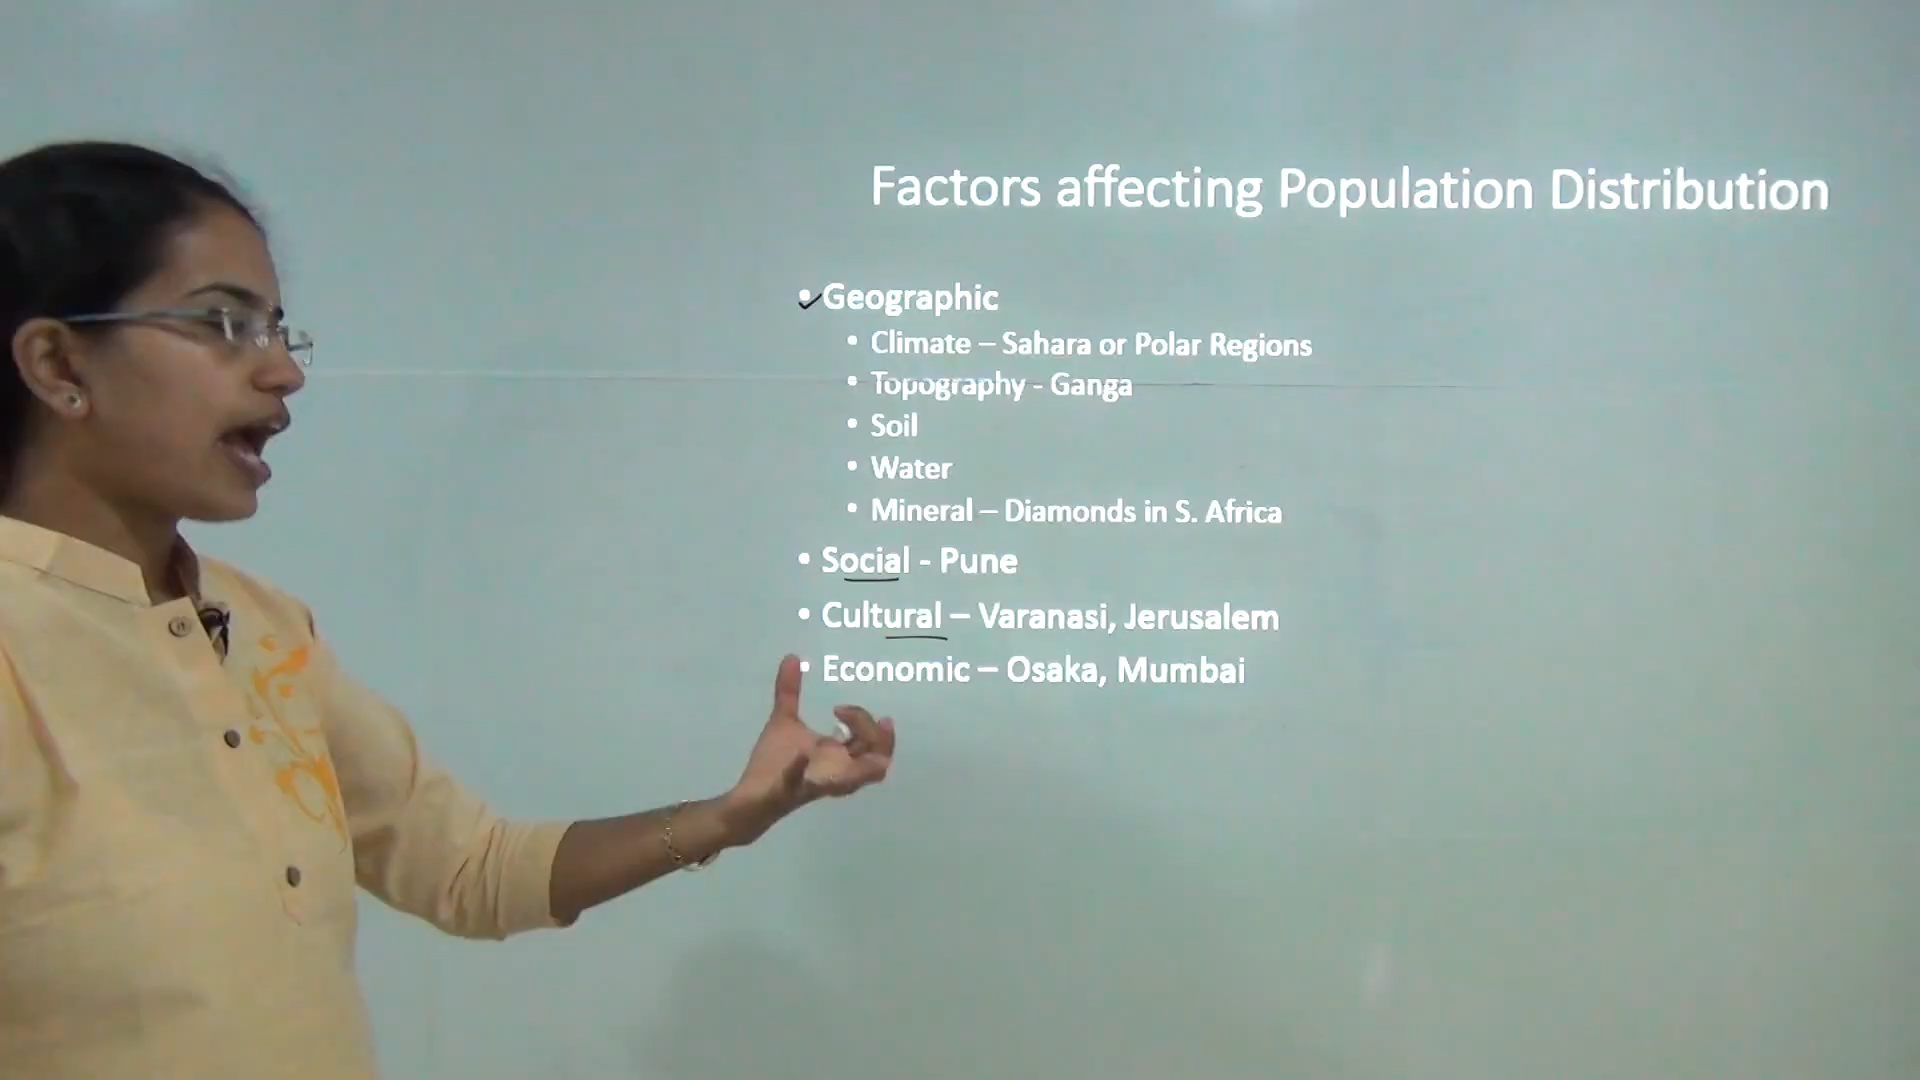 Factors affecting Population Distribution
• Geographic
• Climate – Sahara or Polar Regions
• Topography - Ganga
• Soil
• Water
• Mineral – Diamonds in S. Africa
• Social - Pune
• Cultural – Varanasi, Jerusalem
• Economic – Osaka, Mumbai